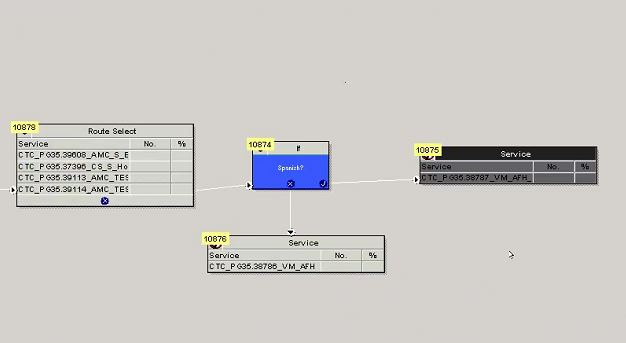 10878
Route Select
Service No. %
CTC_PG35.39608_AMC_S_E
CTC_PG35.37396_CS_S_Ho
CTC_PG35.39113_AMC_TES
CTC_PG35.39114_AMC_TES
10874
If
Spanish?
10875
Service
Service No. %
CTC_PG35.38787_VM_AFH_
10876
Service
Service No. %
CTC_PG35.38786_VM_AFH